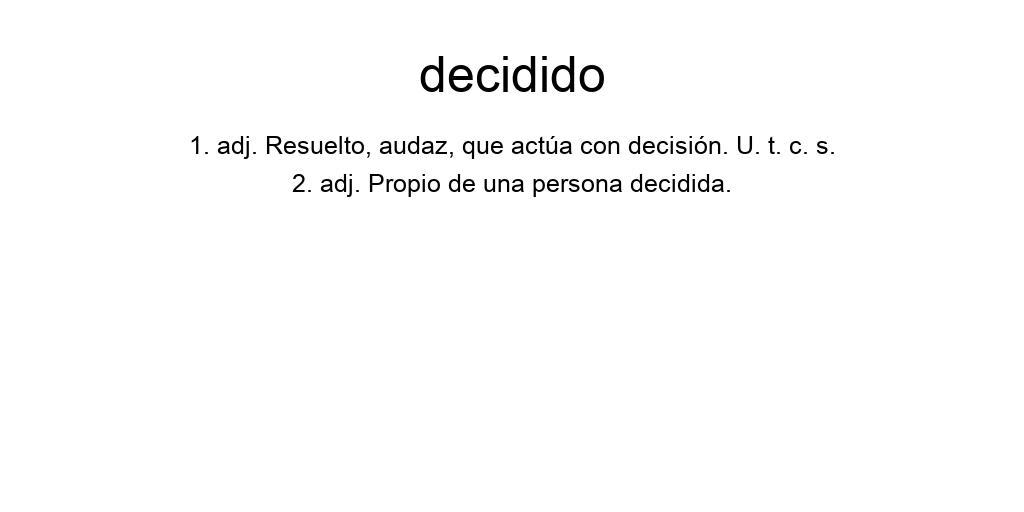 decidido
1. adj. Resuelto, audaz, que actúa con decisión. U. t. c. s.
2. adj. Propio de una persona decidida.